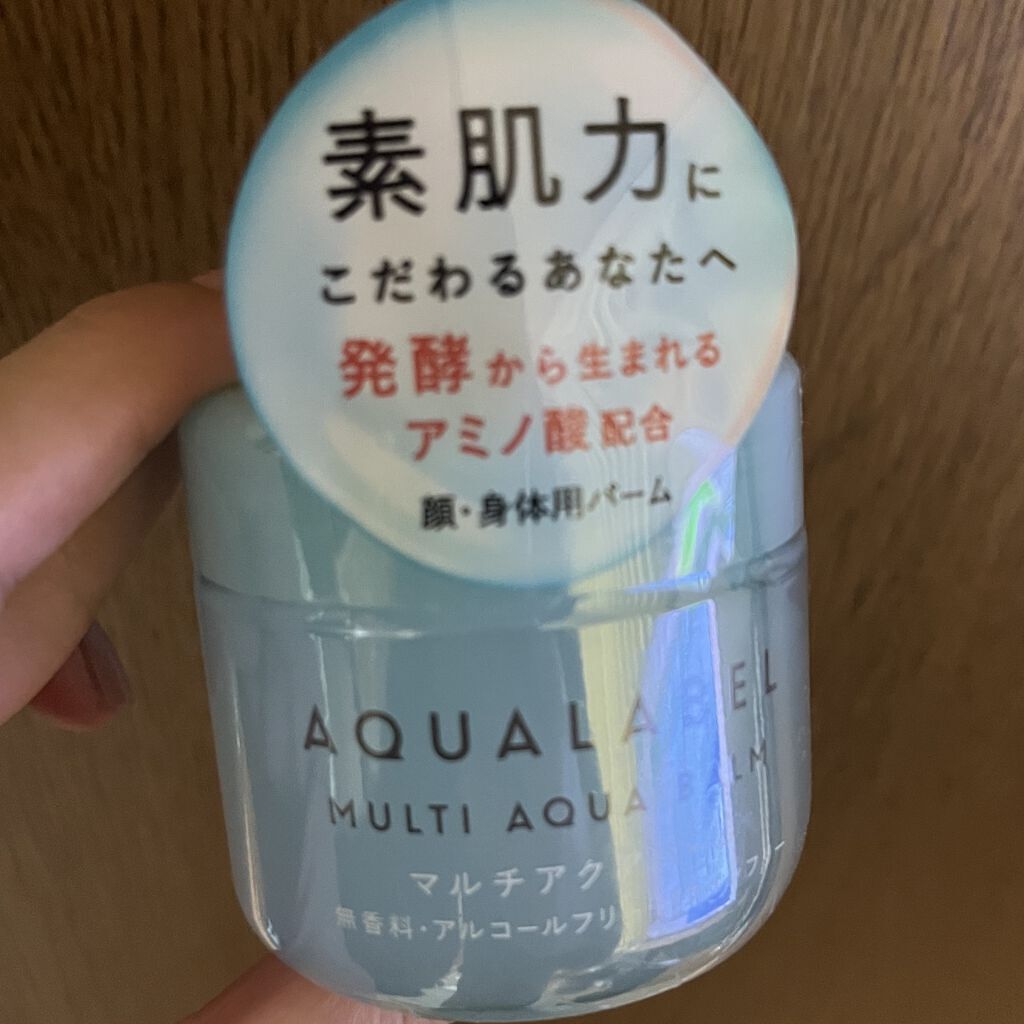 素肌力に
こだわるあなたへ
発酵から生まれる
アミノ酸配合
顔・身体用バーム
AQUALABEL
MULTI AQUA BALM
マルチアク
無香料・アルコールフリ